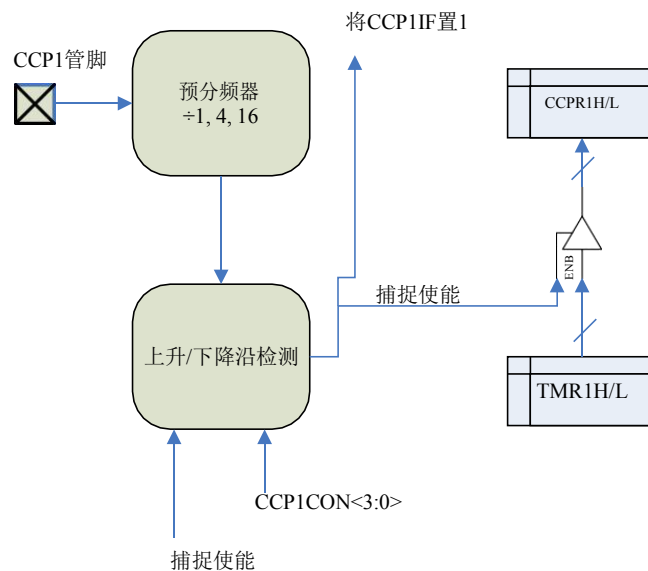 将CCP1IF置1
CCP1管脚
预分频器
÷1, 4, 16
CCPR1H/L
ENB
捕捉使能
上升/下降沿检测
TMR1H/L
CCP1CON<3:0>
捕捉使能